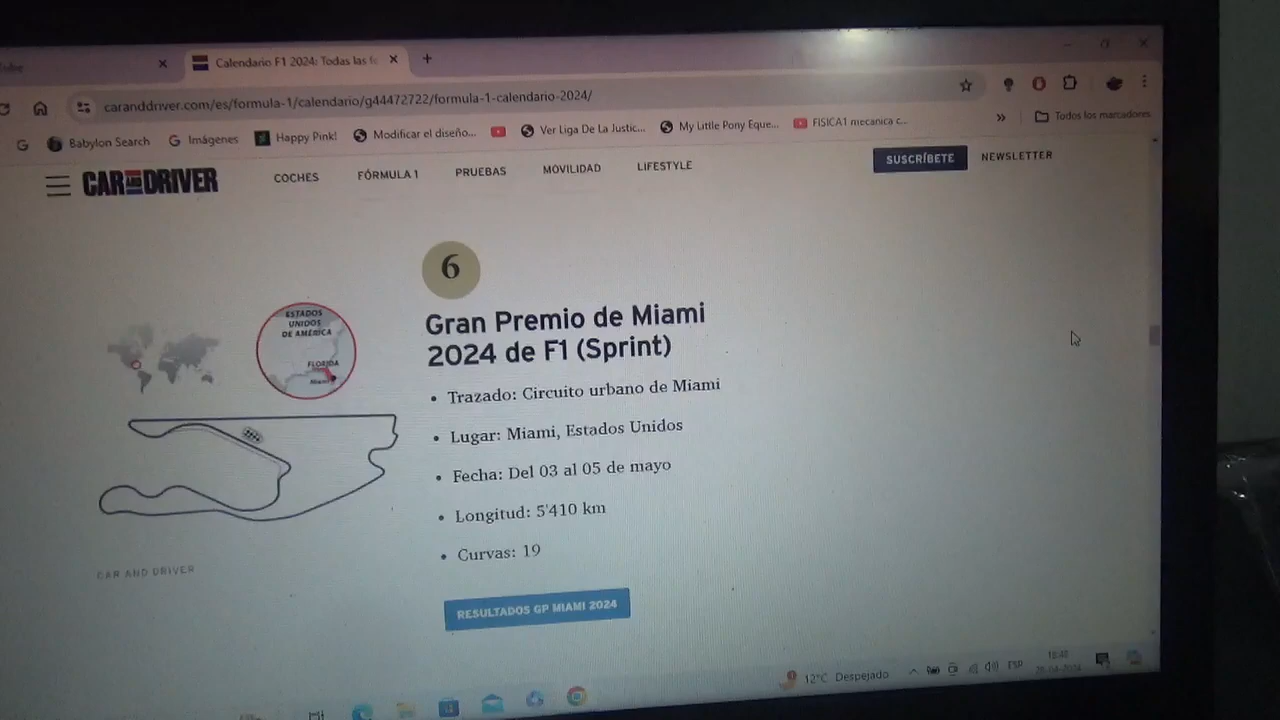 Calendario F1 2024: Todas las
caranddriver.com/es/formula-1/calendario/g44472722/formula-1-calendario-2024/
Babylon Search
Imágenes
Happy Pink!
Modificar el diseño...
Ver Liga De La Justic...
My Little Pony Eque...
FISICA1 mecanica c...
»
Todos los marcadores
CAR AND DRIVER
COCHES
FÓRMULA 1
PRUEBAS
MOVILIDAD
LIFESTYLE
SUSCRÍBETE
NEWSLETTER
6
ESTADOS
UNIDOS
DE AMÉRICA
FLORIDA
Miami
Gran Premio de Miami
2024 de F1 (Sprint)
• Trazado: Circuito urbano de Miami
• Lugar: Miami, Estados Unidos
• Fecha: Del 03 al 05 de mayo
• Longitud: 5'410 km
• Curvas: 19
CAR AND DRIVER
RESULTADOS GP MIAMI 2024
12°C Despejado
ESP